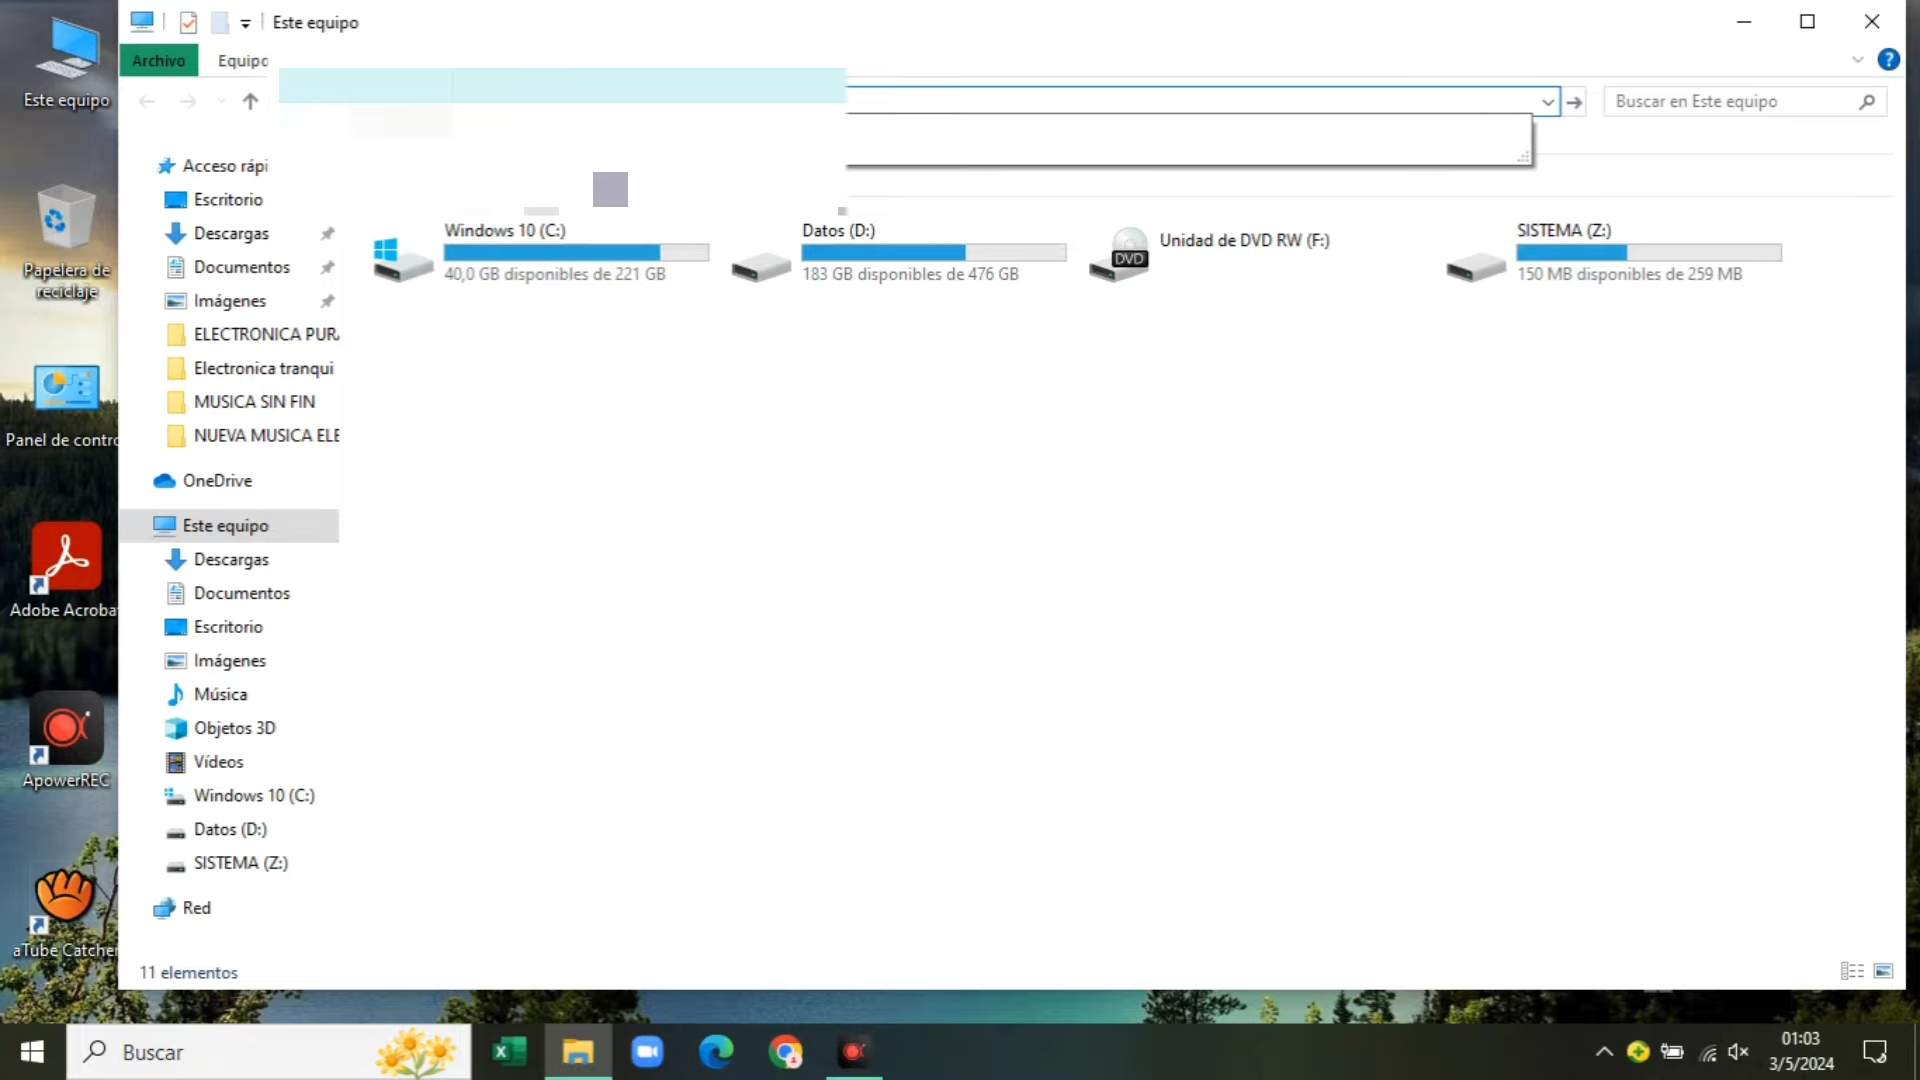 Este equipo
Archivo
Equipo
Buscar en Este equipo
Este equipo
Papelera de
reciclaje
Panel de contro
Adobe Acrobat
ApowerREC
aTube Catcher
Acceso rápi
Escritorio
Descargas
Documentos
Imágenes
ELECTRONICA PURA
Electronica tranqui
MUSICA SIN FIN
NUEVA MUSICA ELE
OneDrive
Este equipo
Descargas
Documentos
Escritorio
Imágenes
Música
Objetos 3D
Vídeos
Windows 10 (C:)
Datos (D:)
SISTEMA (Z:)
Red
Windows 10 (C:)
40,0 GB disponibles de 221 GB
Datos (D:)
183 GB disponibles de 476 GB
DVD
Unidad de DVD RW (F:)
SISTEMA (Z:)
150 MB disponibles de 259 MB
11 elementos
Buscar
01:03
3/5/2024